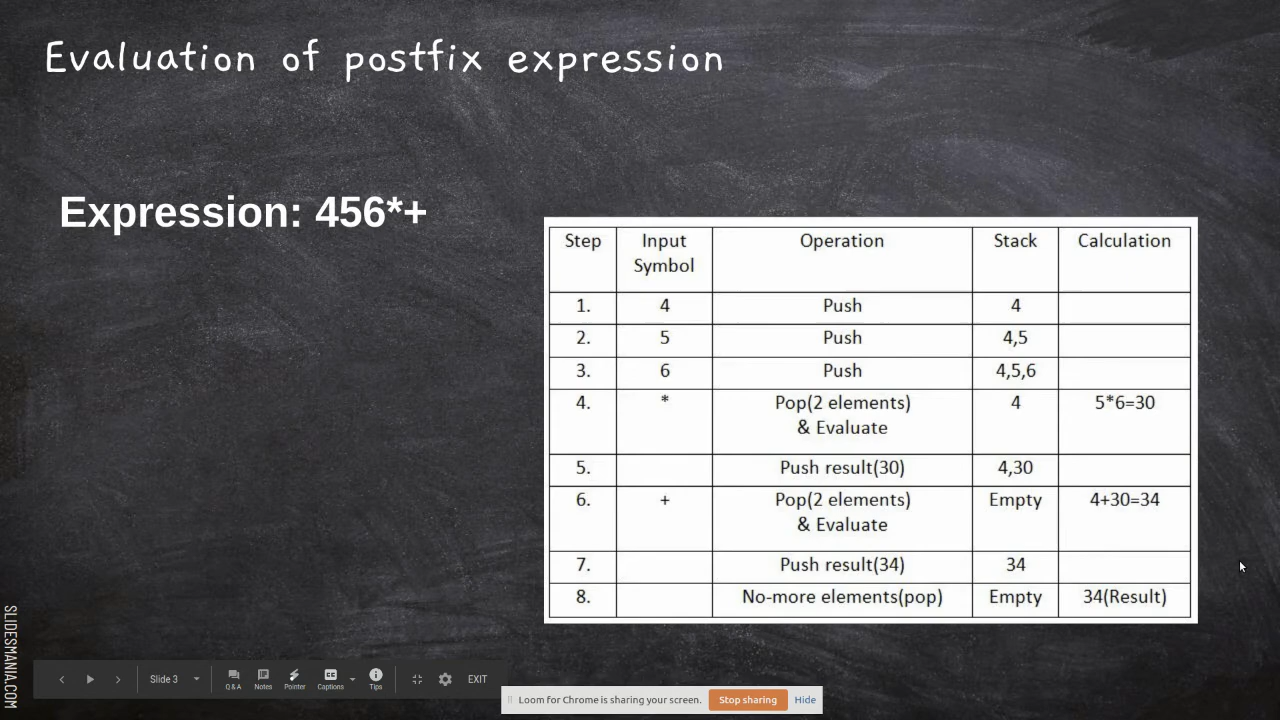 Evaluation of postfix expression
Expression: 456*+
Step Input Symbol Operation Stack Calculation
1. 4 Push 4
2. 5 Push 4,5
3. 6 Push 4,5,6
4. * Pop(2 elements) & Evaluate 4 5*6=30
5. Push result(30) 4,30
6. + Pop(2 elements) & Evaluate Empty 4+30=34
7. Push result(34) 34
8. No-more elements(pop) Empty 34(Result)
SLIDESMANIA.COM
Slide 3 Q&A Notes Pointer Captions Tips EXIT
Loom for Chrome is sharing your screen. Stop sharing Hide